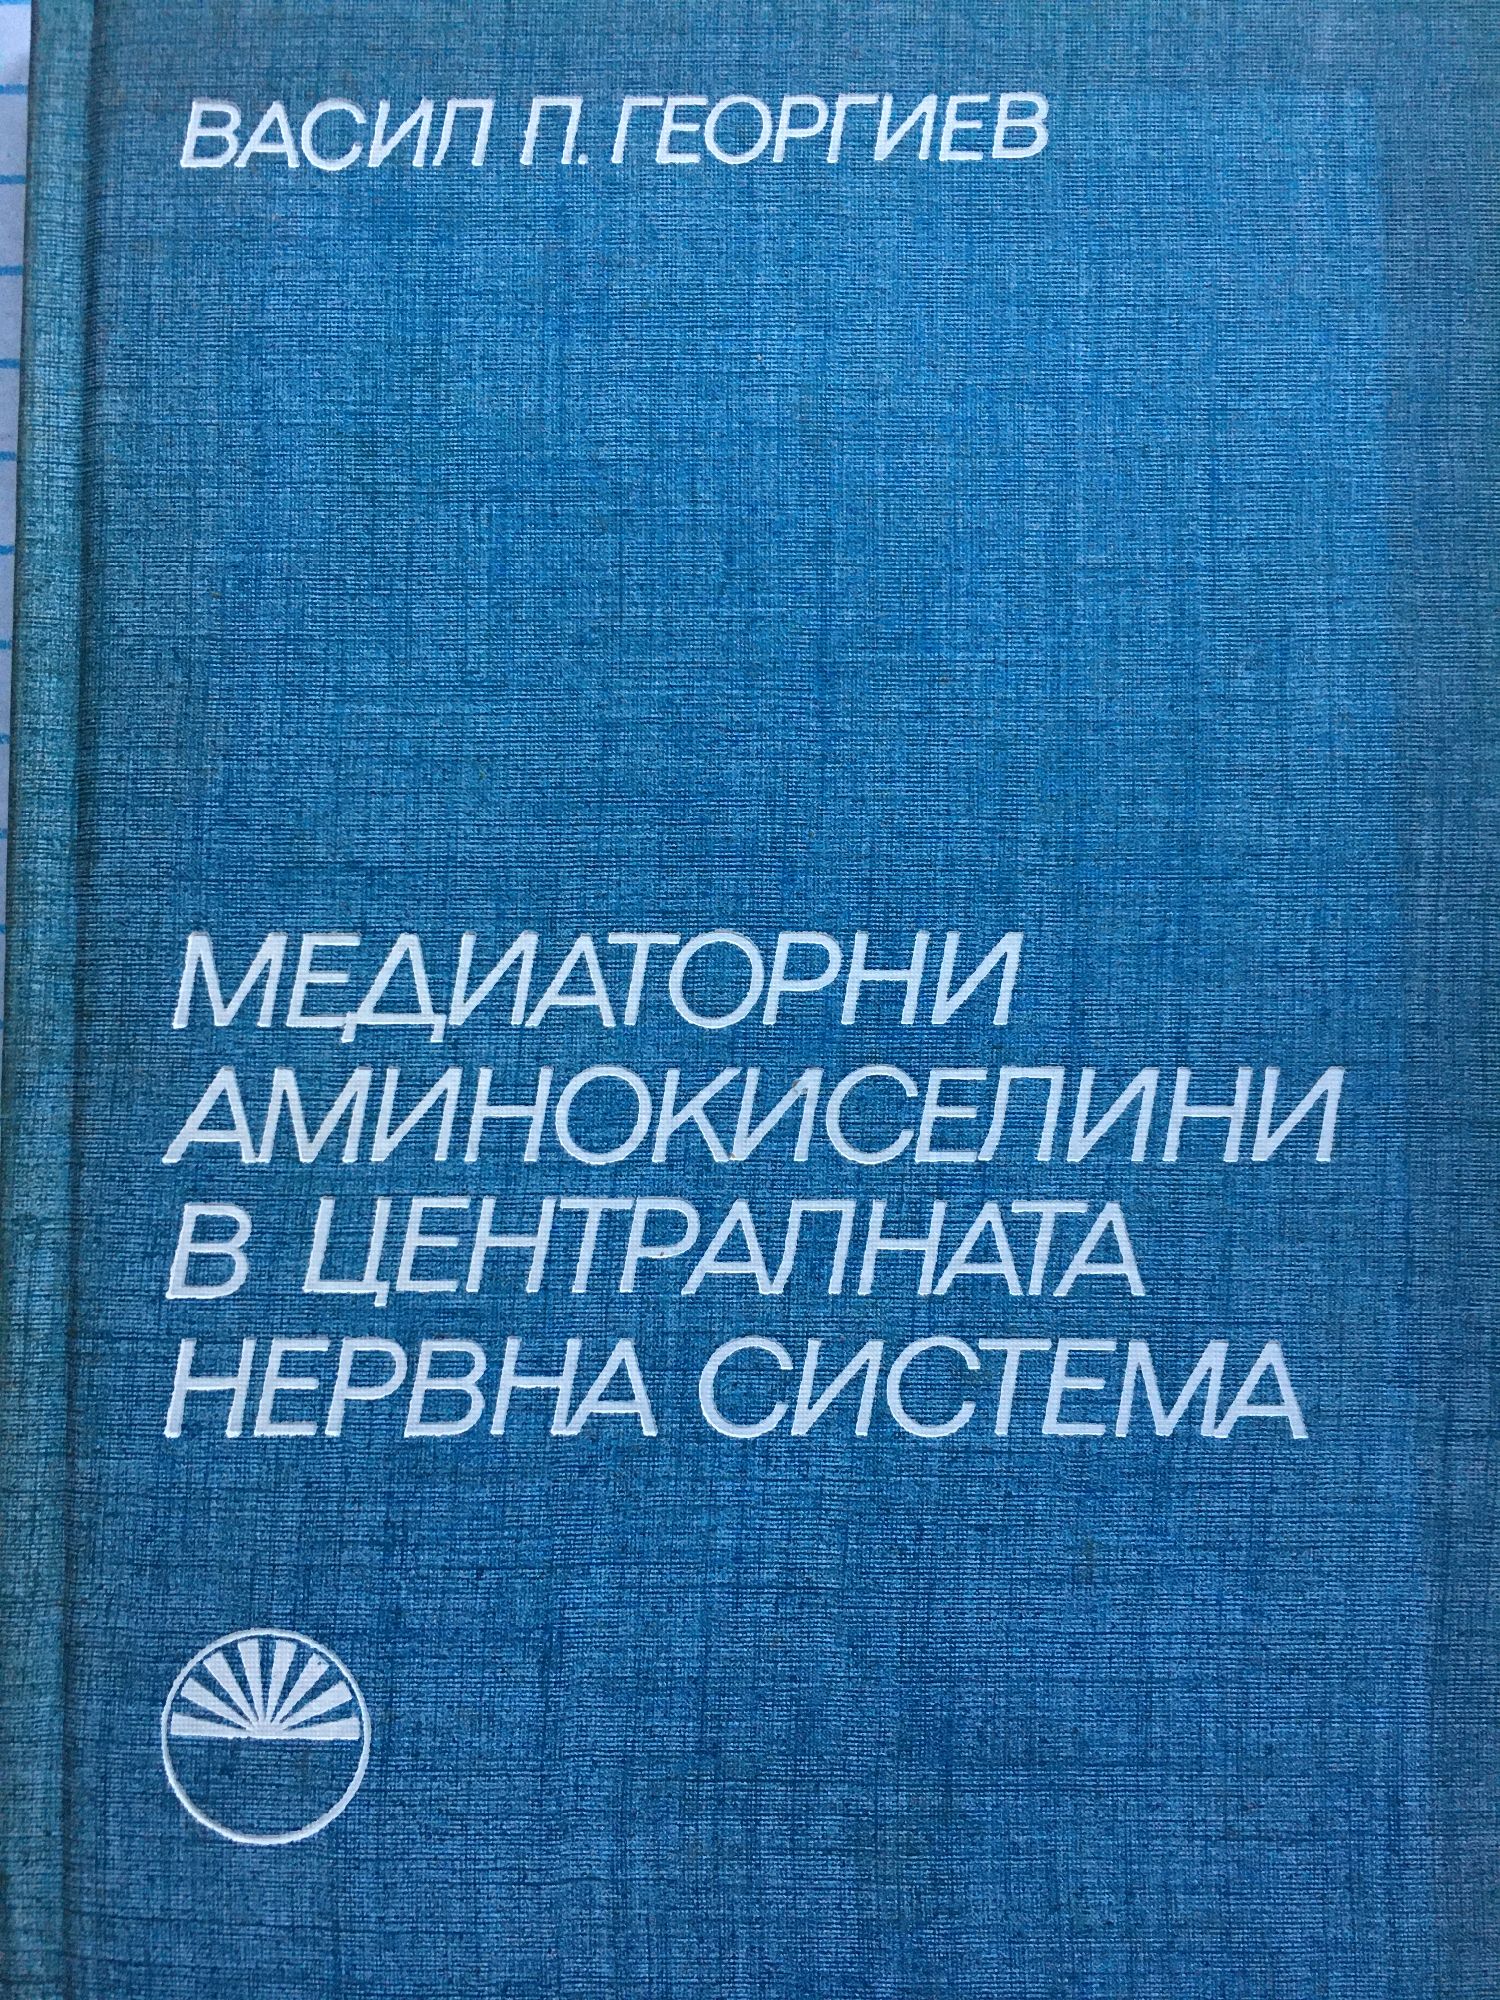 ВАСИЛ П. ГЕОРГИЕВ
МЕДИАТОРНИ
АМИНОКИСЕЛИНИ
В ЦЕНТРАЛНАТА
НЕРВНА СИСТЕМА